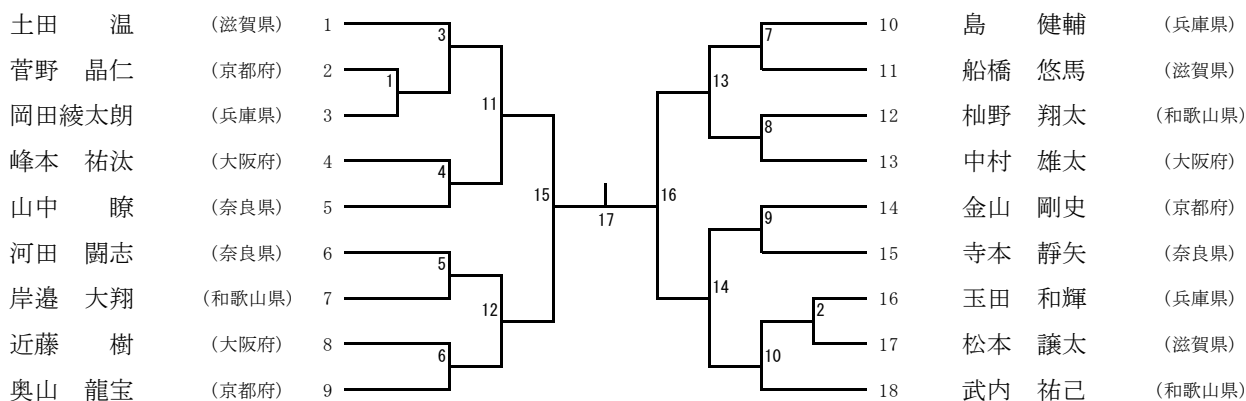 土田　温 （滋賀県） 1
菅野　晶仁 （京都府） 2
岡田綾太朗 （兵庫県） 3
峰本　祐汰 （大阪府） 4
山中　瞭 （奈良県） 5
河田　闘志 （奈良県） 6
岸邉　大翔 （和歌山県） 7
近藤　樹 （大阪府） 8
奥山　龍宝 （京都府） 9
1
3
4
5
6
11
12
15
17
16
13
14
7
8
9
2
10
10 島　健輔 （兵庫県）
11 船橋　悠馬 （滋賀県）
12 杣野　翔太 （和歌山県）
13 中村　雄太 （大阪府）
14 金山　剛史 （京都府）
15 寺本　靜矢 （奈良県）
16 玉田　和輝 （兵庫県）
17 松本　譲太 （滋賀県）
18 武内　祐己 （和歌山県）